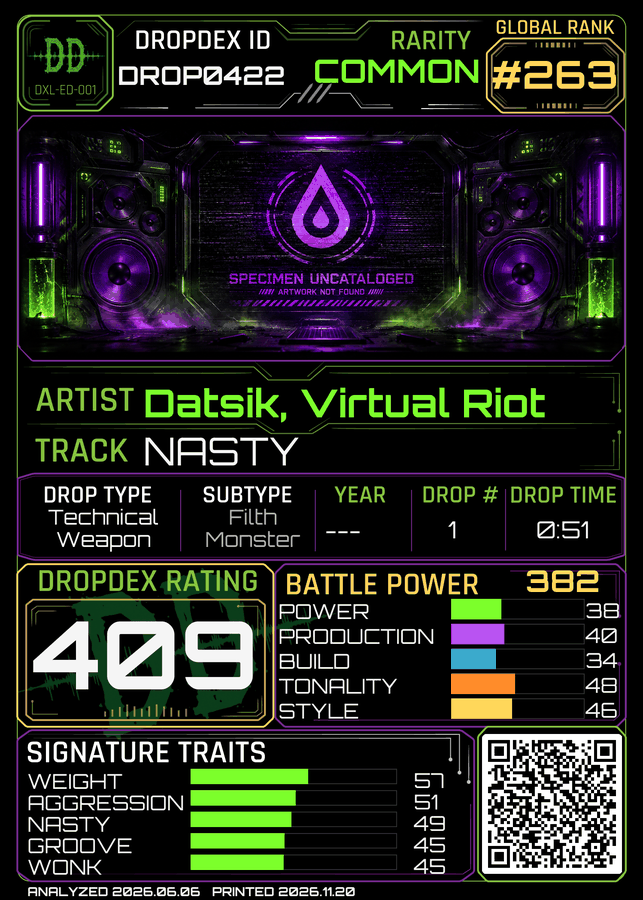 DD
DXL-ED-001
DROPDEX ID
DROP0422
RARITY
COMMON
GLOBAL RANK
#263
SPECIMEN UNCATALOGED
ARTWORK NOT FOUND
ARTIST Datsik, Virtual Riot
TRACK NASTY
DROP TYPE
Technical
Weapon
SUBTYPE
Filth
Monster
YEAR
---
DROP #
1
DROP TIME
0:51
DROPDEX RATING
409
BATTLE POWER 382
POWER 38
PRODUCTION 40
BUILD 34
TONALITY 48
STYLE 46
SIGNATURE TRAITS
WEIGHT 57
AGGRESSION 51
NASTY 49
GROOVE 45
WONK 45
ANALYZED 2026.06.06 PRINTED 2026.11.20